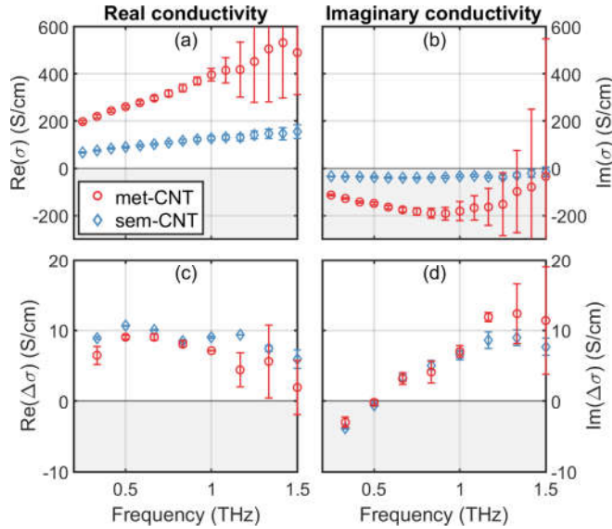 Real conductivity
Imaginary conductivity
(a)
(b)
600
400
200
0
-200
Re(σ) (S/cm)
met-CNT
sem-CNT
600
400
200
0
-200
Im(σ) (S/cm)
(c)
(d)
20
10
0
-10
Re(Δσ) (S/cm)
20
10
0
-10
Im(Δσ) (S/cm)
0.5
1
1.5
0.5
1
1.5
Frequency (THz)
Frequency (THz)